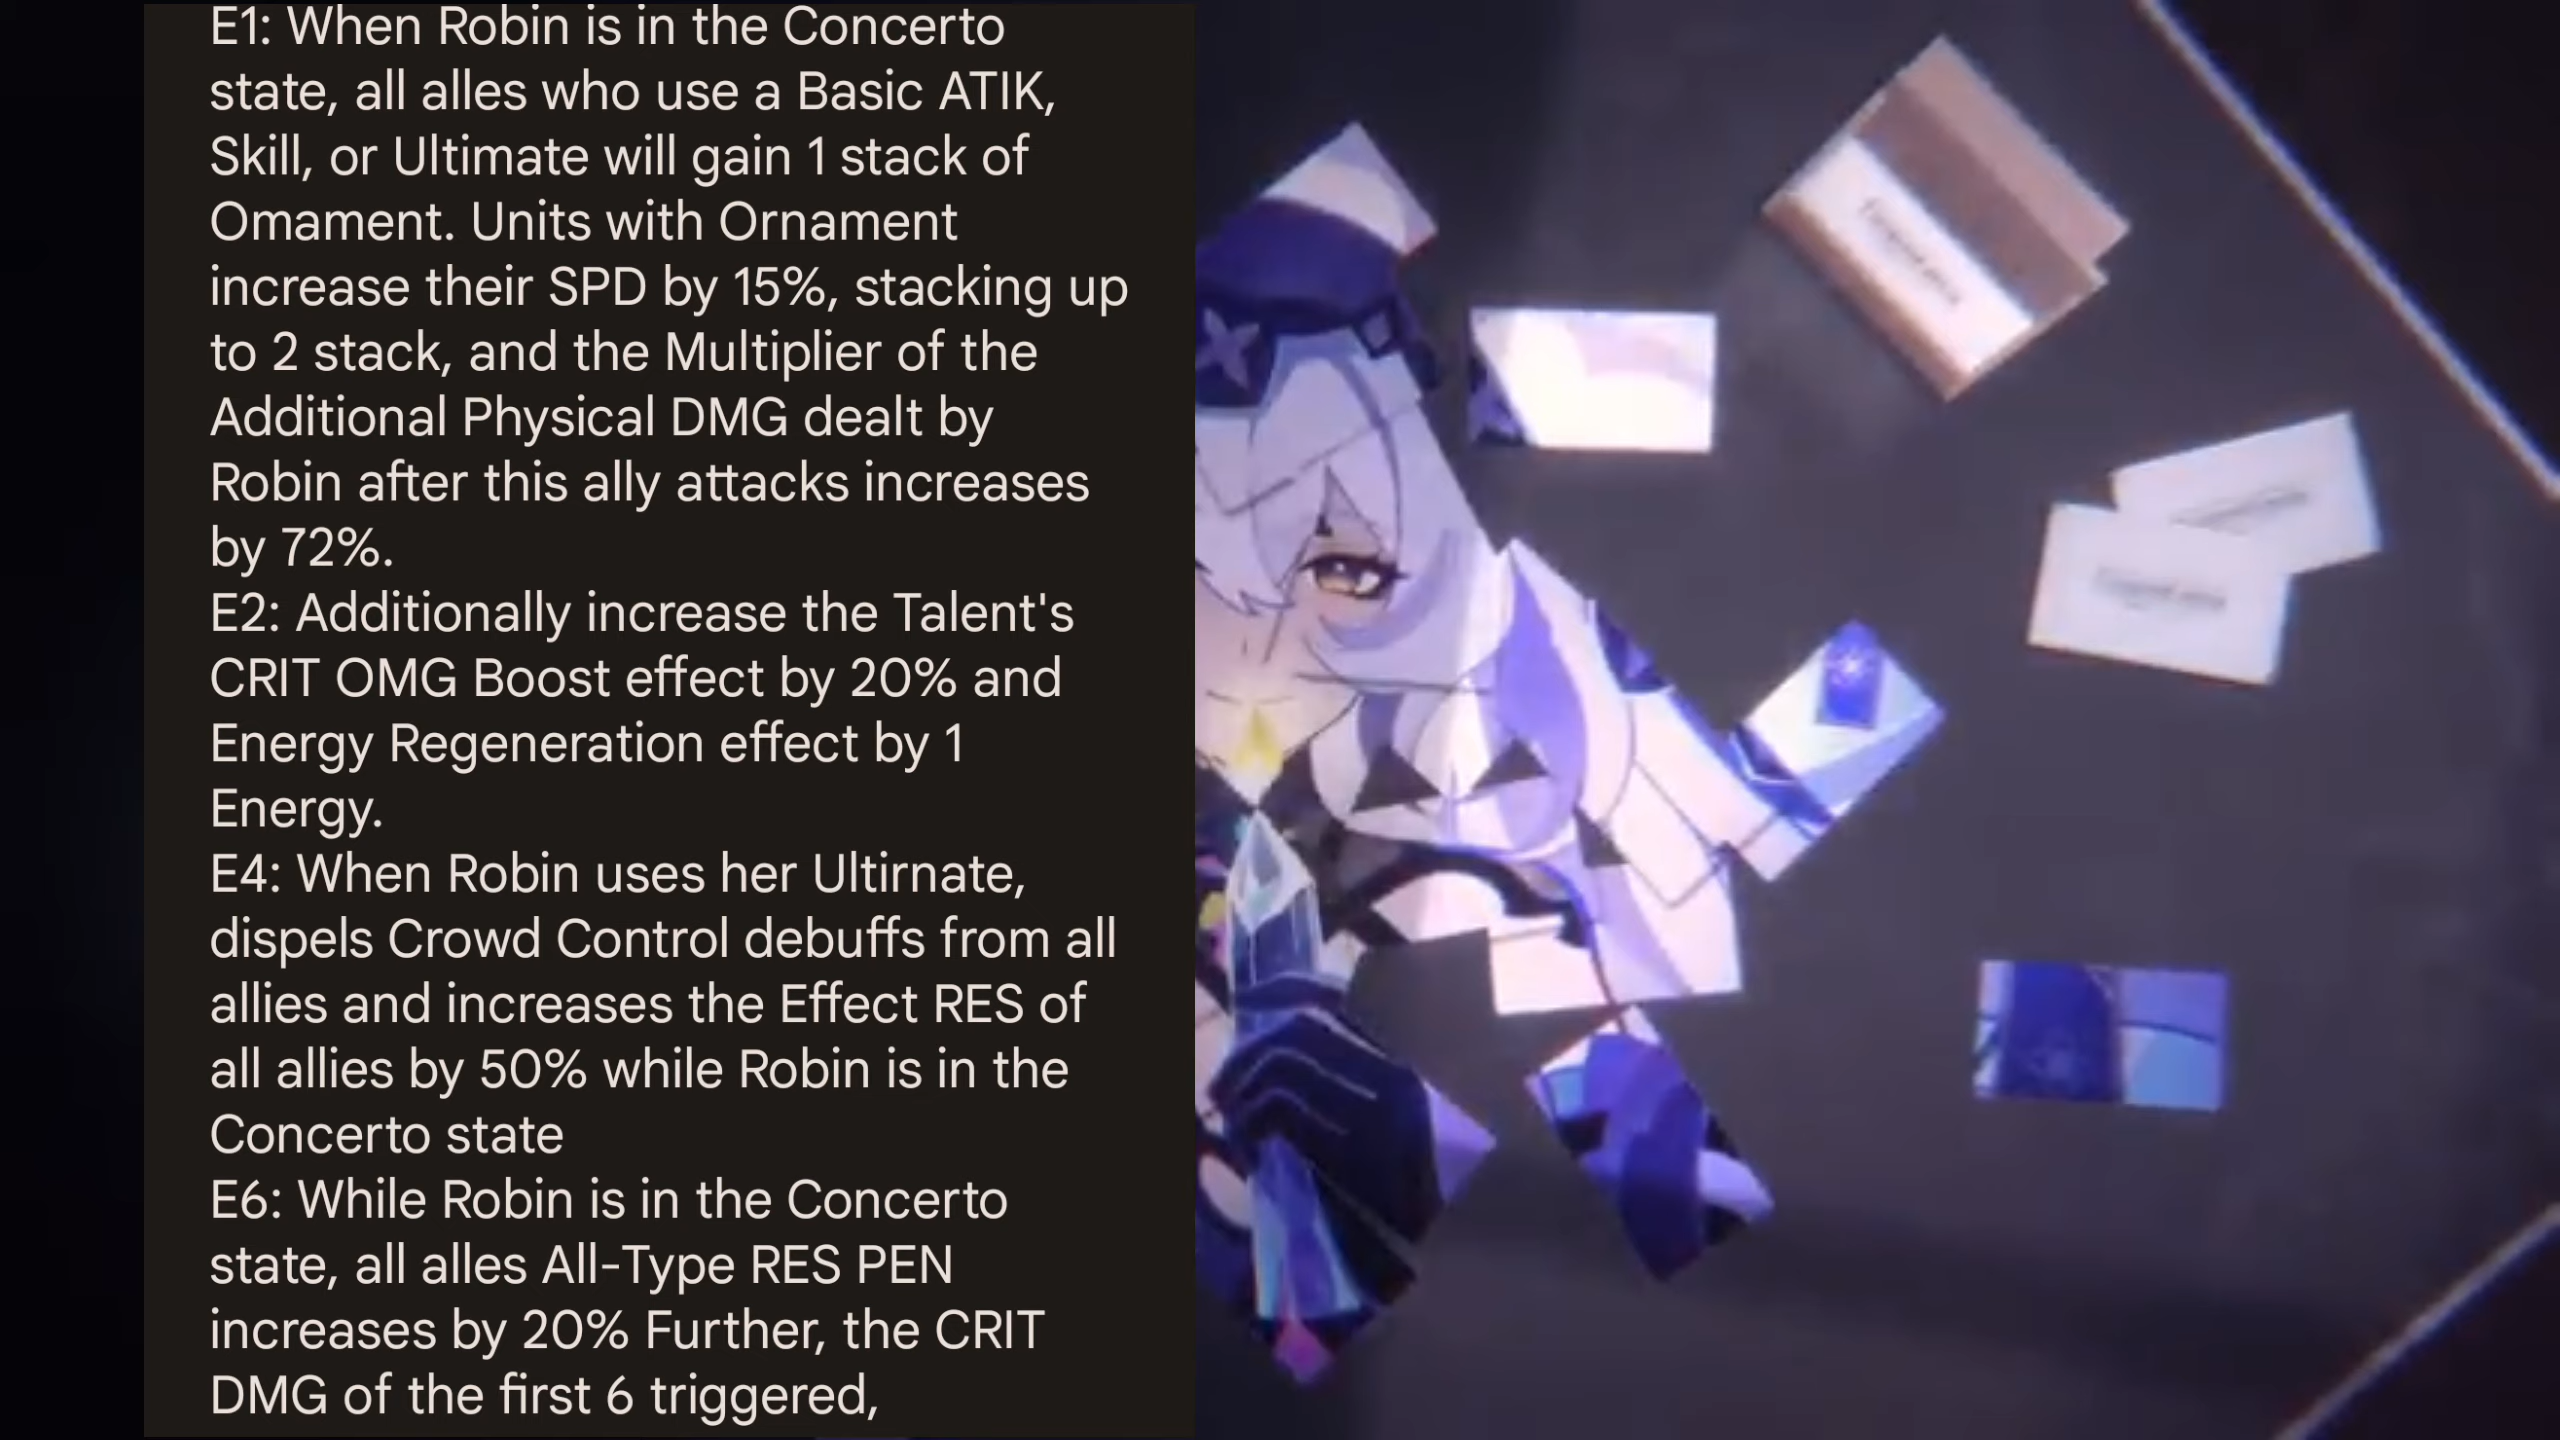 E1: When Robin is in the Concerto
state, all alles who use a Basic ATIK,
Skill, or Ultimate will gain 1 stack of
Omament. Units with Ornament
increase their SPD by 15%, stacking up
to 2 stack, and the Multiplier of the
Additional Physical DMG dealt by
Robin after this ally attacks increases
by 72%.
E2: Additionally increase the Talent's
CRIT OMG Boost effect by 20% and
Energy Regeneration effect by 1
Energy.
E4: When Robin uses her Ultirnate,
dispels Crowd Control debuffs from all
allies and increases the Effect RES of
all allies by 50% while Robin is in the
Concerto state
E6: While Robin is in the Concerto
state, all alles All-Type RES PEN
increases by 20% Further, the CRIT
DMG of the first 6 triggered,